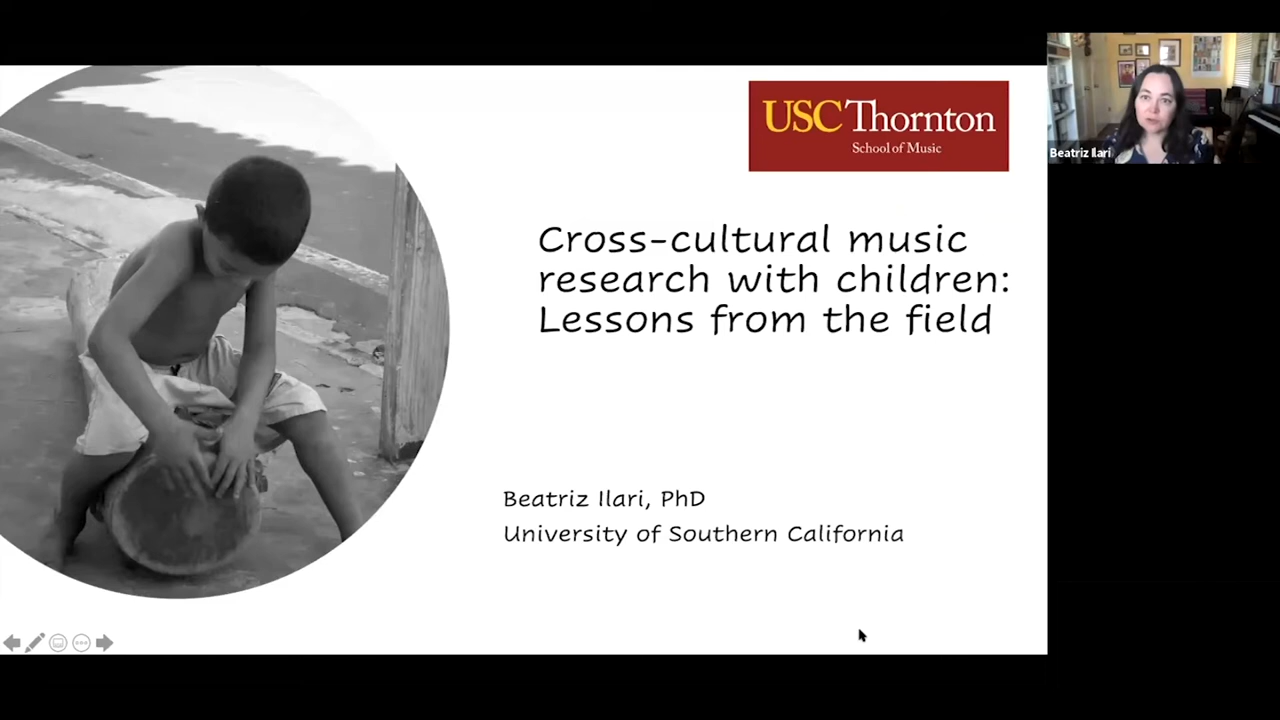 USC Thornton
School of Music
Beatriz Ilari
Cross-cultural music
research with children:
Lessons from the field
Beatriz Ilari, PhD
University of Southern California